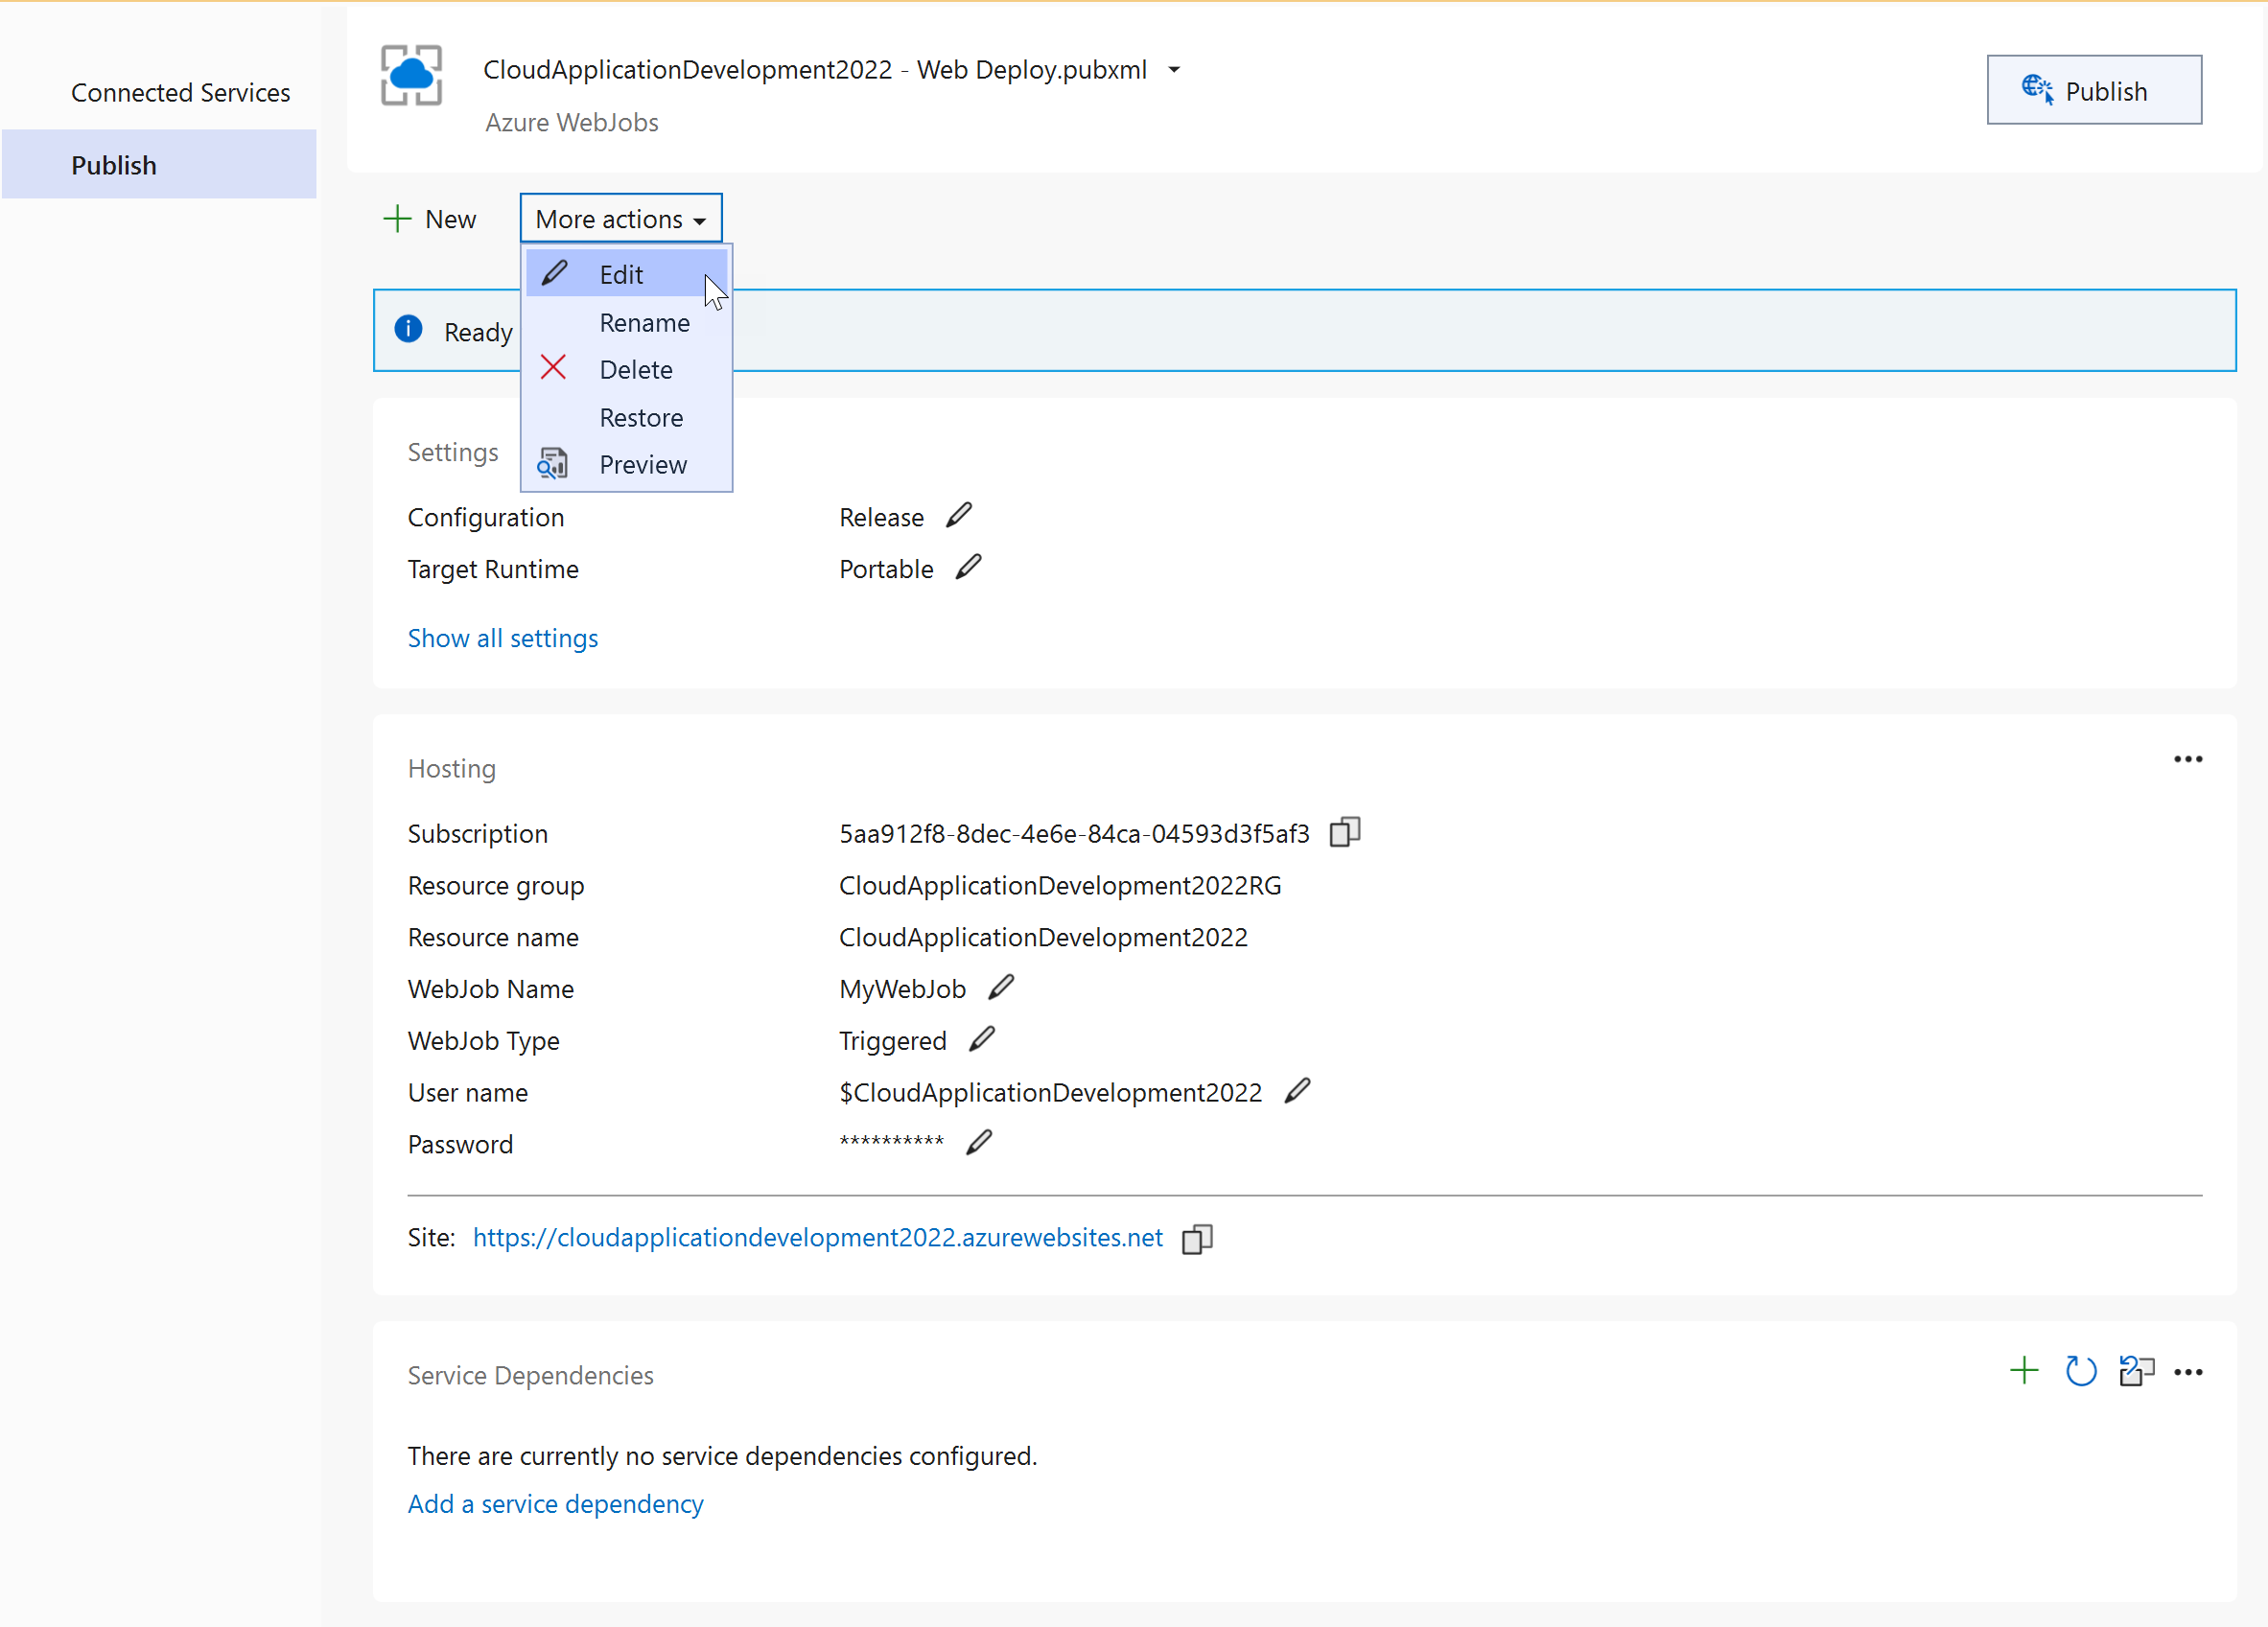 Connected Services
Publish
CloudApplicationDevelopment2022 - Web Deploy.pubxml
Azure WebJobs
Publish
New
More actions
Edit
Rename
Delete
Restore
Preview
Ready
Settings
Configuration Release
Target Runtime Portable
Show all settings
Hosting
Subscription 5aa912f8-8dec-4e6e-84ca-04593d3f5af3
Resource group CloudApplicationDevelopment2022RG
Resource name CloudApplicationDevelopment2022
WebJob Name MyWebJob
WebJob Type Triggered
User name $CloudApplicationDevelopment2022
Password **********
Site: https://cloudapplicationdevelopment2022.azurewebsites.net
Service Dependencies
There are currently no service dependencies configured.
Add a service dependency